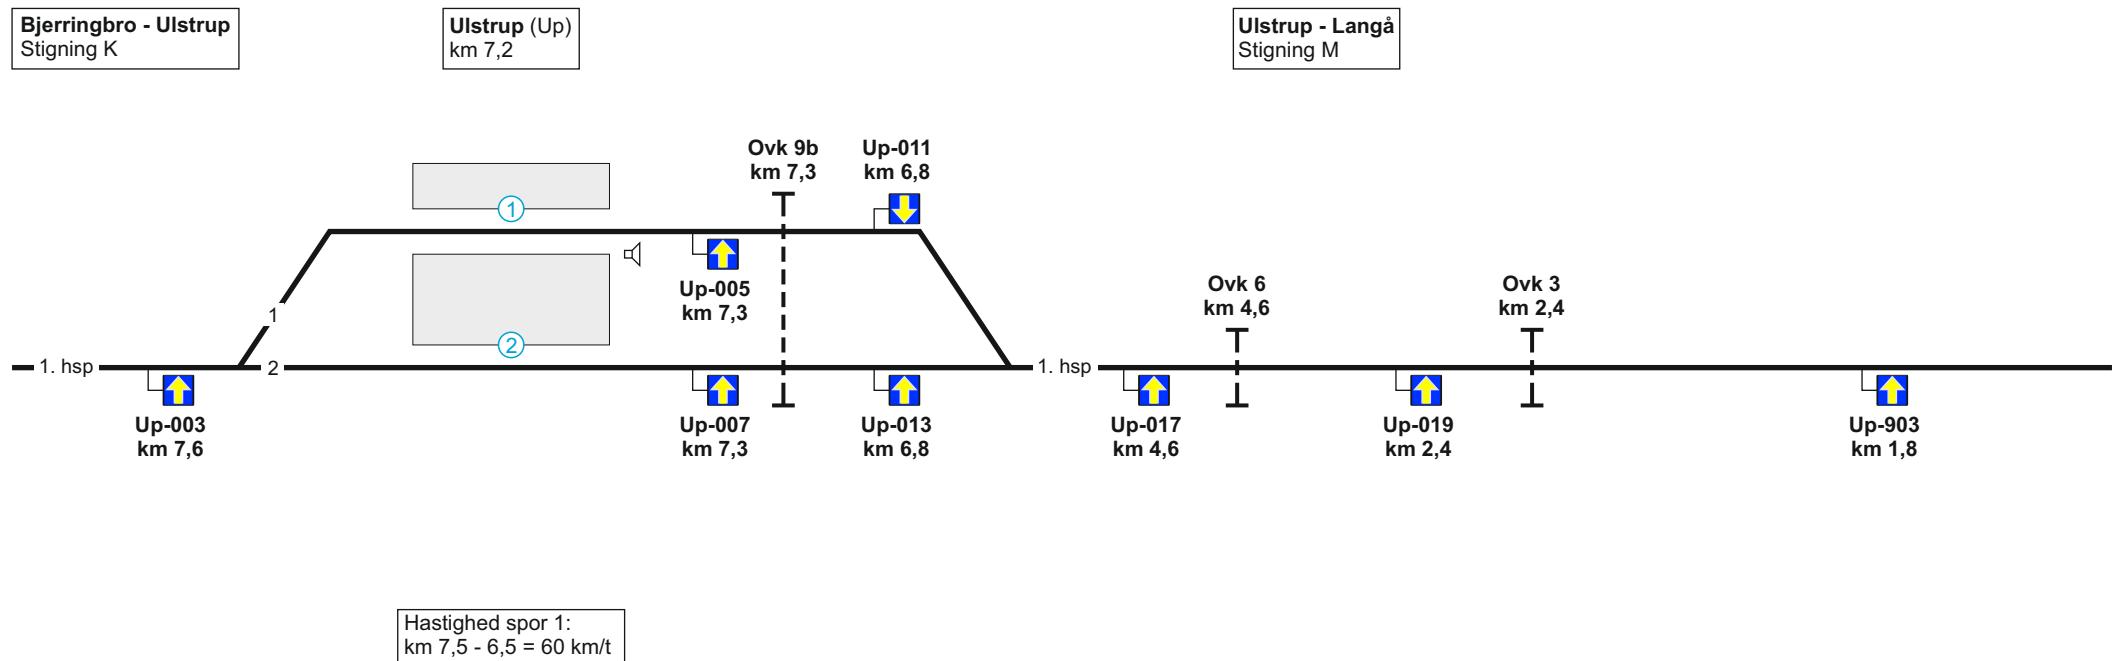 Bjerringbro - Ulstrup
Stigning K
Ulstrup (Up)
km 7,2
Ulstrup - Langå
Stigning M
Ovk 9b
km 7,3
Up-011
km 6,8
1
Up-005
km 7,3
Ovk 6
km 4,6
Ovk 3
km 2,4
1
2
1. hsp
2
1. hsp
Up-003
km 7,6
Up-007
km 7,3
Up-013
km 6,8
Up-017
km 4,6
Up-019
km 2,4
Up-903
km 1,8
Hastighed spor 1:
km 7,5 - 6,5 = 60 km/t